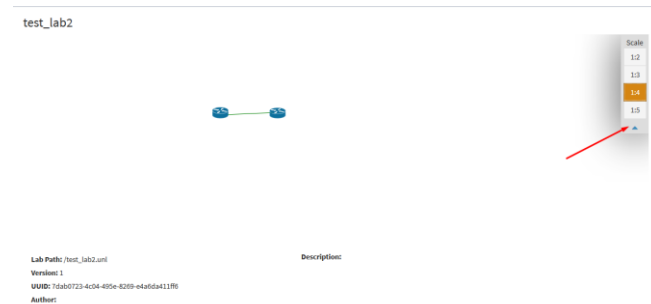 test_lab2
Scale
1:2
1:3
1:4
1:5
Lab Path: /test_lab2.unl
Description:
Version: 1
UUID: 7dab0723-4c04-495e-8269-e4a6da411ff6
Author: